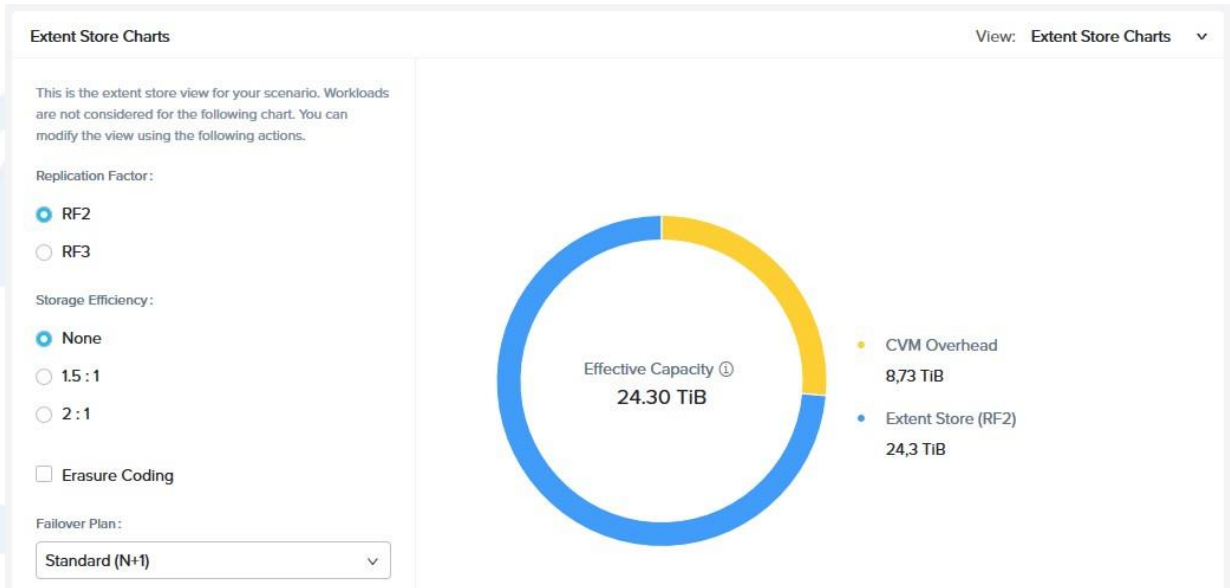 Extent Store Charts
View: Extent Store Charts
This is the extent store view for your scenario. Workloads
are not considered for the following chart. You can
modify the view using the following actions.
Replication Factor:
RF2
RF3
Storage Efficiency:
None
1.5 : 1
2 : 1
Erasure Coding
Failover Plan:
Standard (N+1)
Effective Capacity
24.30 TiB
CVM Overhead
8,73 TiB
Extent Store (RF2)
24,3 TiB